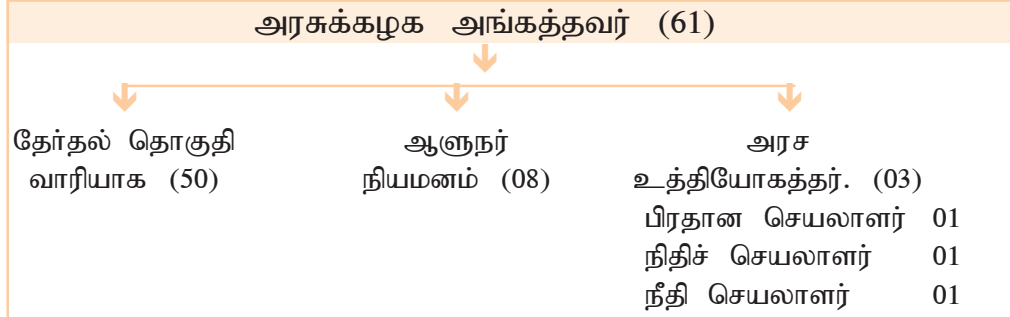 அரசுக்கழக அங்கத்தவர் (61)
தேர்தல் தொகுதி வாரியாக (50)
ஆளுநர் நியமனம் (08)
அரச உத்தியோகத்தர். (03)
பிரதான செயலாளர் 01
நிதிச் செயலாளர் 01
நீதி செயலாளர் 01